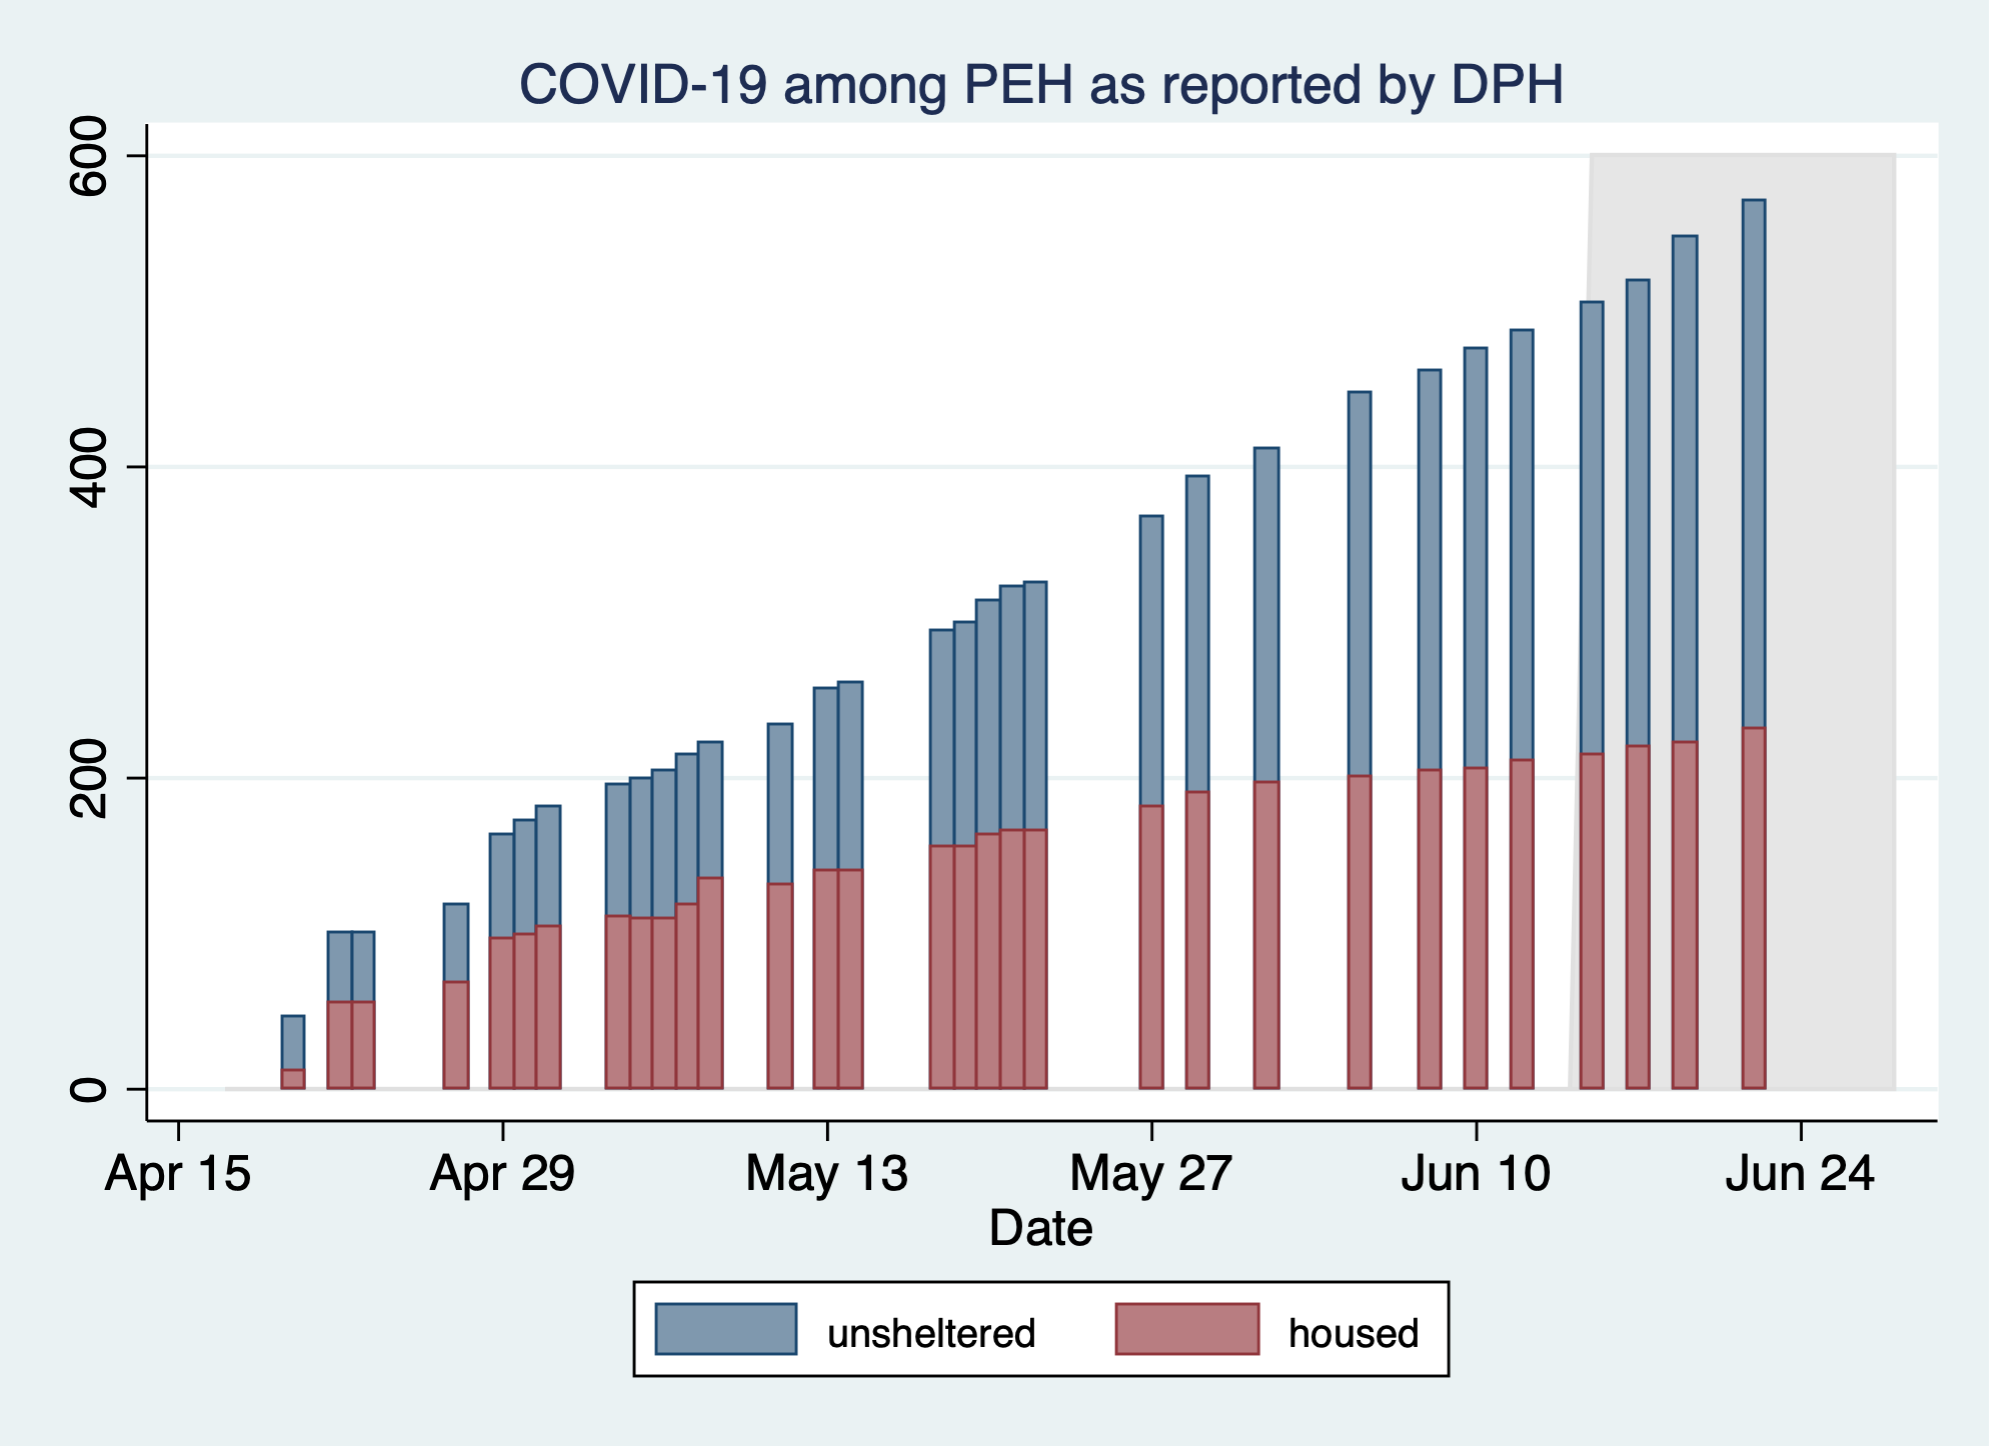 COVID-19 among PEH as reported by DPH
600
400
200
0
Apr 15 Apr 29 May 13 May 27 Jun 10 Jun 24
Date
unsheltered housed